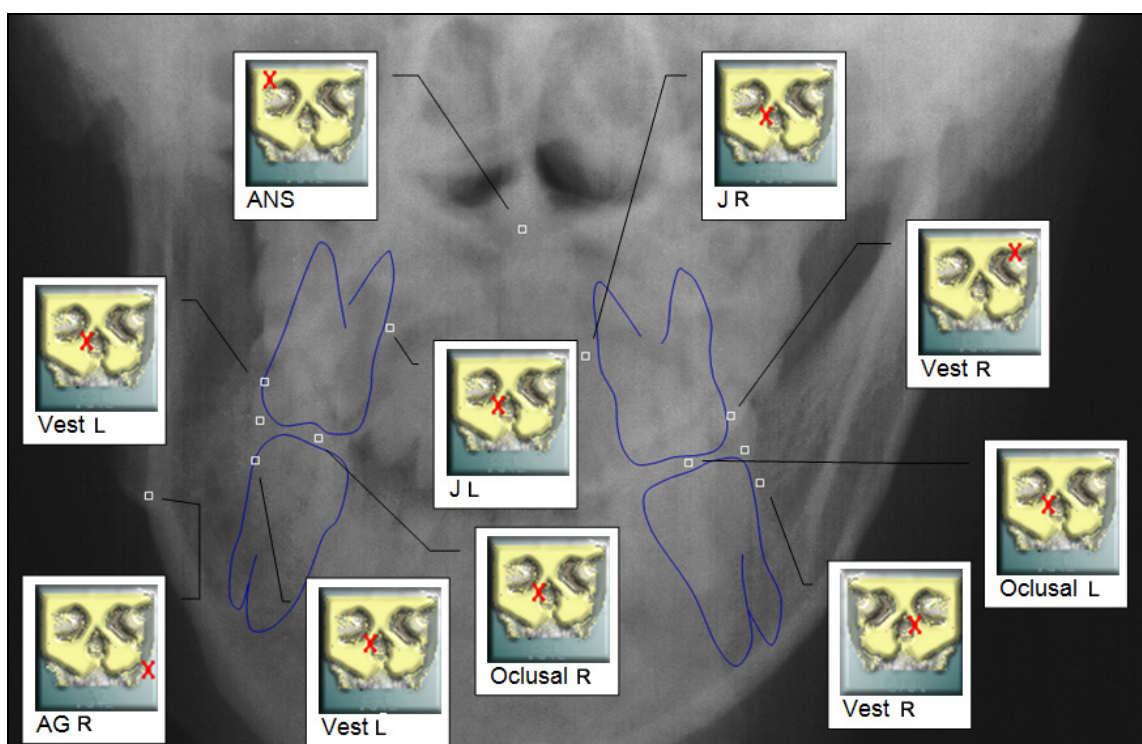 ANS
J R
Vest R
Vest L
J L
Oclusal L
Oclusal R
AG R
Vest L
Vest R